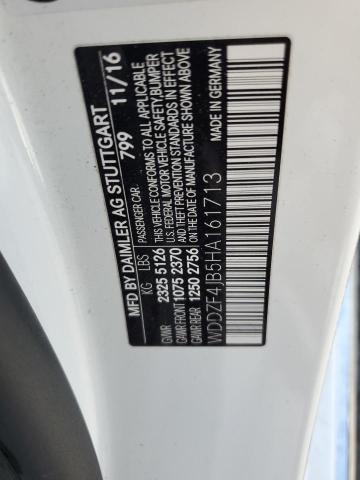 MFD BY DAIMLER AG STUTTGART
799 11/16
KG LBS PASSENGER CAR.
GVWR 2325 5126 THIS VEHICLE CONFORMS TO ALL APPLICABLE
GAWR FRONT 1075 2370 U.S. FEDERAL MOTOR VEHICLE SAFETY, BUMPER
GAWR REAR 1250 2756 AND THEFT PREVENTION STANDARDS IN EFFECT
ON THE DATE OF MANUFACTURE SHOWN ABOVE
WDDZF4JB5HA161713 MADE IN GERMANY